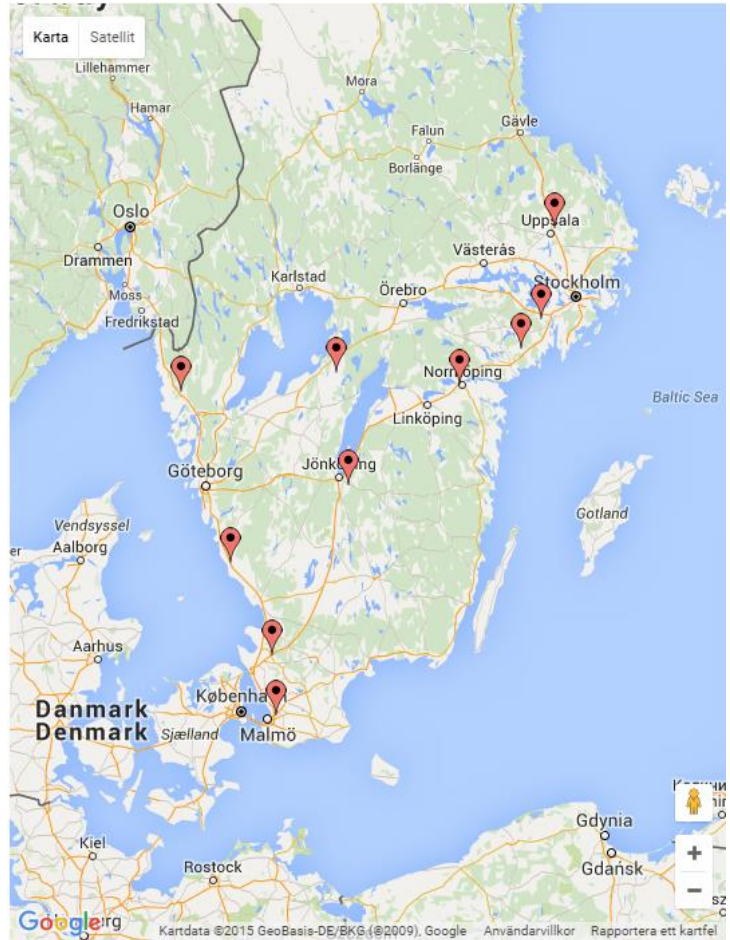 Karta Satellit
Lillehammer
Mora
Hamar
Gävle
Falun
Borlänge
Oslo
Uppsala
Västerås
Drammen
Karlstad
Stockholm
Örebro
Moss
Fredrikstad
Norrköping
Baltic Sea
Linköping
Jönköping
Göteborg
Gotland
Vendsyssel
Aalborg
Aarhus
København
Danmark
Denmark
Sjælland
Malmö
Gdynia
Kiel
Gdańsk
Rostock
Google
Kartdata ©2015 GeoBasis-DE/BKG (©2009), Google Användarvillkor Rapportera ett kartfel